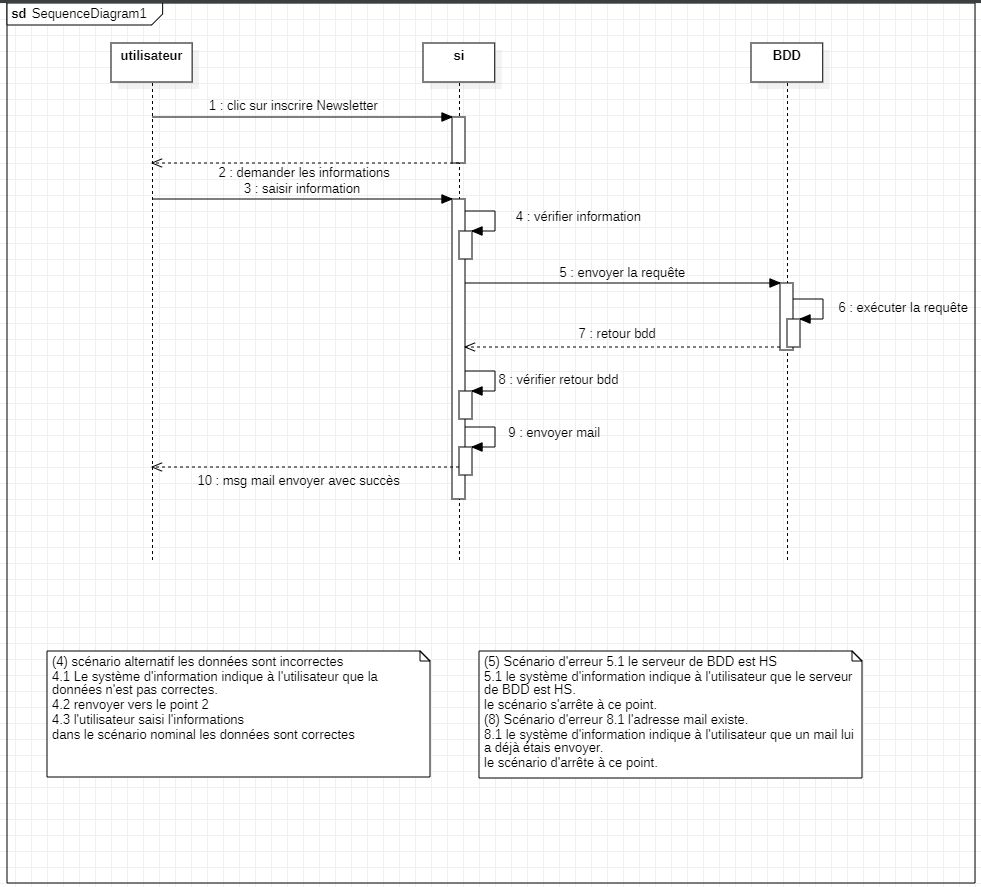 sd SequenceDiagram1
utilisateur
si
BDD
1 : clic sur inscrire Newsletter
2 : demander les informations
3 : saisir information
4 : vérifier information
5 : envoyer la requête
6 : exécuter la requête
7 : retour bdd
8 : vérifier retour bdd
9 : envoyer mail
10 : msg mail envoyer avec succès
(4) scénario alternatif les données sont incorrectes
4.1 Le système d'information indique à l'utilisateur que la
données n'est pas correctes.
4.2 renvoyer vers le point 2
4.3 l'utilisateur saisi l'informations
dans le scénario nominal les données sont correctes
(5) Scénario d'erreur 5.1 le serveur de BDD est HS
5.1 le système d'information indique à l'utilisateur que le serveur
de BDD est HS.
le scénario s'arrête à ce point.
(8) Scénario d'erreur 8.1 l'adresse mail existe.
8.1 le système d'information indique à l'utilisateur que un mail lui
a déjà étais envoyer.
le scénario d'arrête à ce point.